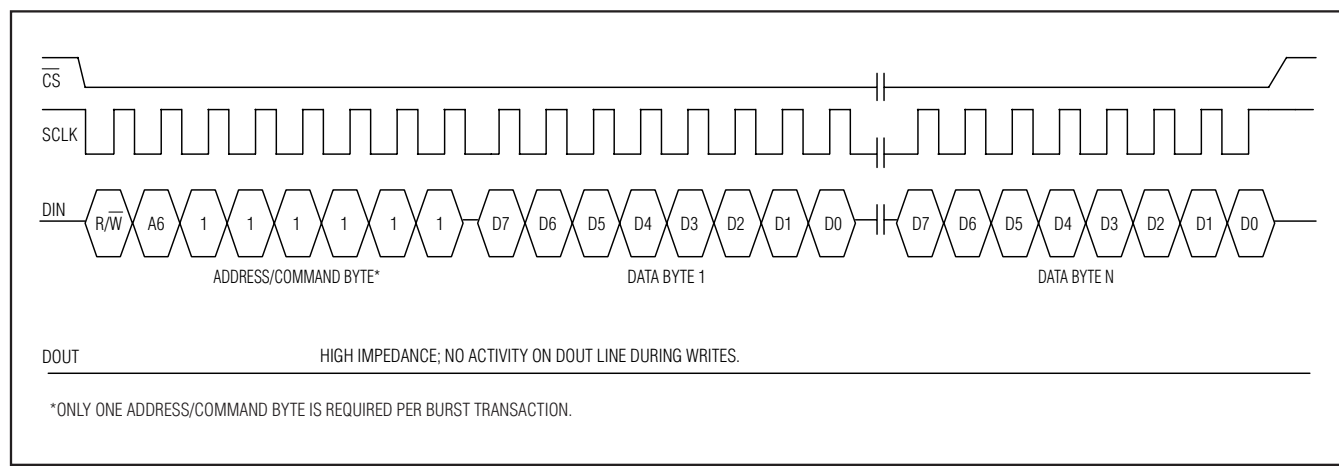 CS
SCLK
DIN
R/W A6 1 1 1 1 1 1 D7 D6 D5 D4 D3 D2 D1 D0 D7 D6 D5 D4 D3 D2 D1 D0
ADDRESS/COMMAND BYTE* DATA BYTE 1 DATA BYTE N
DOUT HIGH IMPEDANCE; NO ACTIVITY ON DOUT LINE DURING WRITES.
*ONLY ONE ADDRESS/COMMAND BYTE IS REQUIRED PER BURST TRANSACTION.